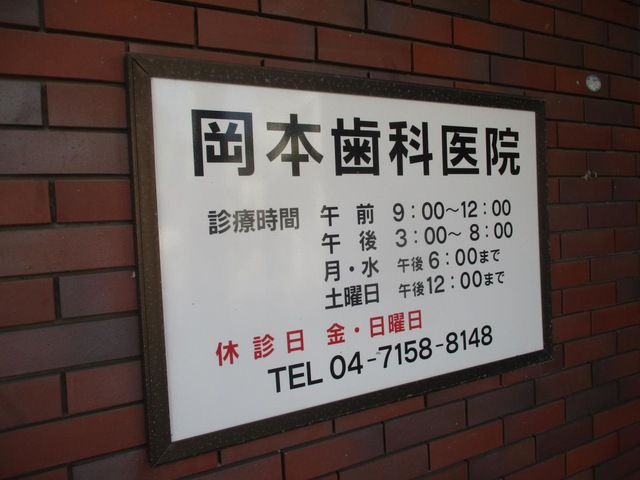 岡本歯科医院
診療時間 午前 9：00～12：00
午後 3：00～ 8：00
月・水 午後 6：00まで
土曜日 午後12：00まで
休診日 金・日曜日
TEL 04-7158-8148